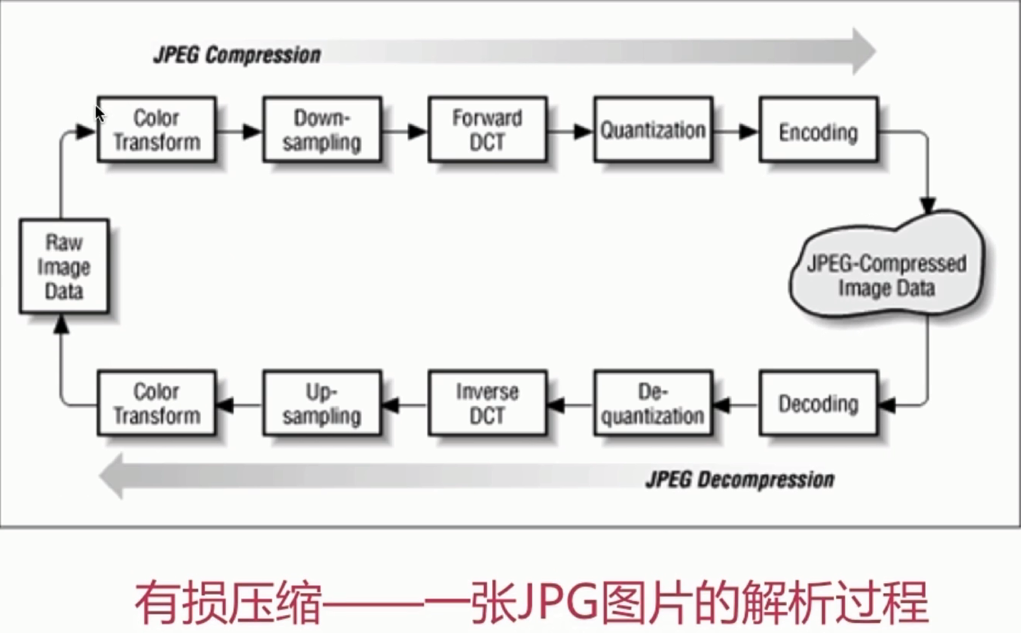 JPEG Compression
Color
Transform
Down-
sampling
Forward
DCT
Quantization
Encoding
Raw
Image
Data
JPEG-Compressed
Image Data
Color
Transform
Up-
sampling
Inverse
DCT
De-
quantization
Decoding
JPEG Decompression
有损压缩——一张JPG图片的解析过程